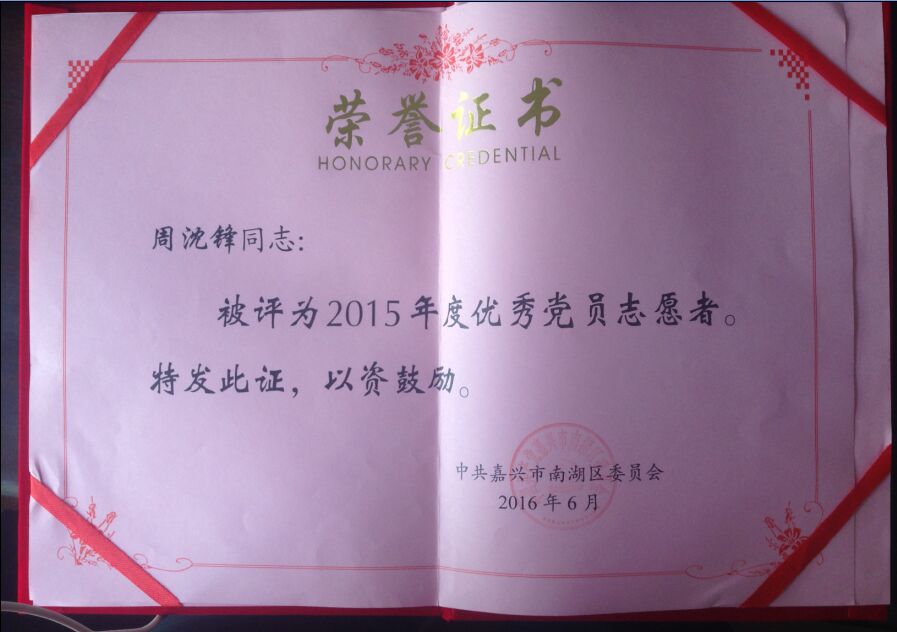 荣誉证书
HONORARY CREDENTIAL
周沈锋同志：
被评为2015年度优秀党员志愿者。
特发此证，以资鼓励。
中共嘉兴市南湖区委员会
2016年6月